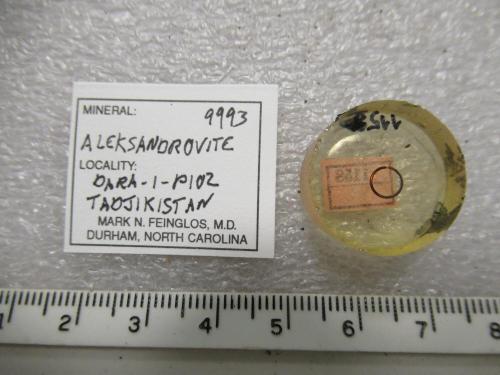 MINERAL: 9993
ALEKSANDROVITE
LOCALITY:
DARA-I-PIOZ
TADJIKISTAN
MARK N. FEINGLOS, M.D.
DURHAM, NORTH CAROLINA
1 2 3 4 5 6 7 8